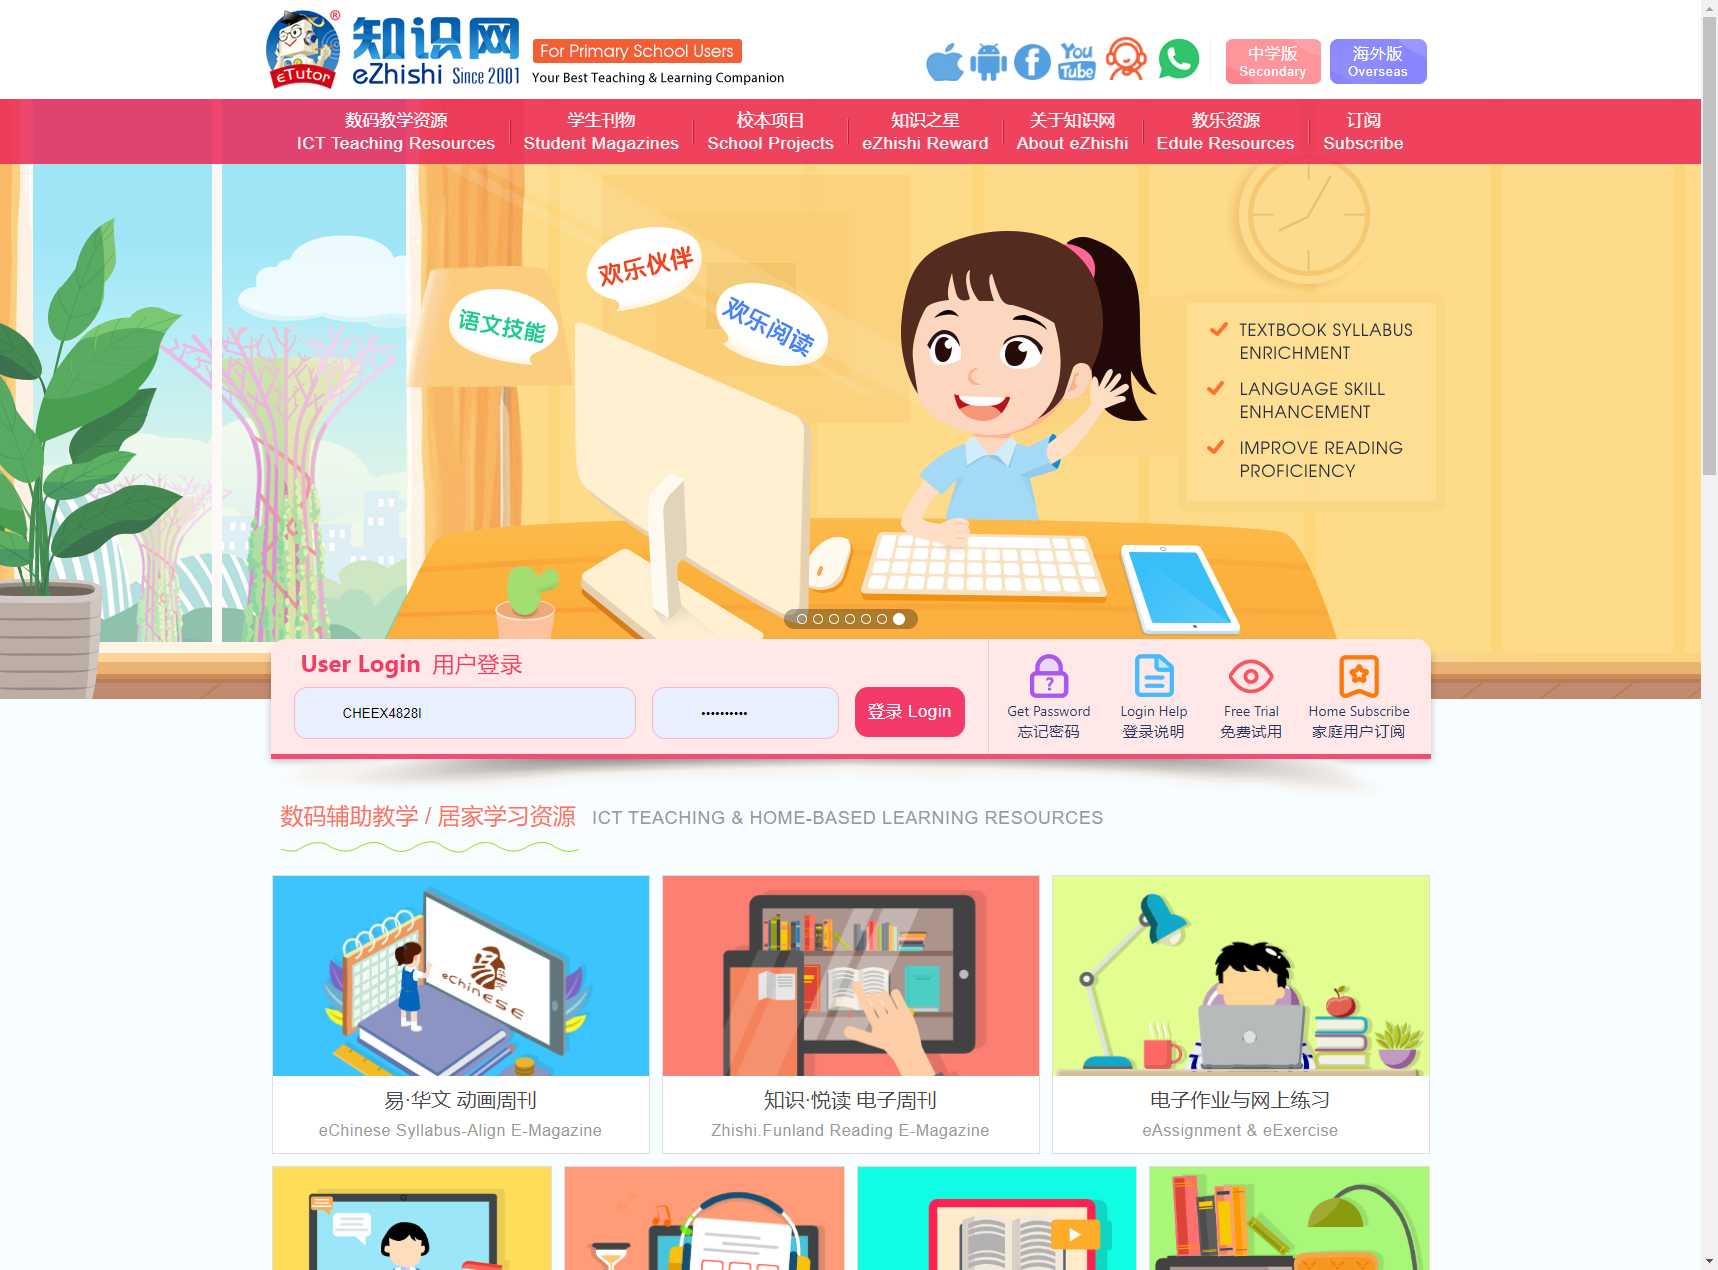 eTutor
®
知识网
eZhishi Since 2001
For Primary School Users
Your Best Teaching & Learning Companion
You
Tube
中学版
Secondary
海外版
Overseas
数码教学资源
ICT Teaching Resources
学生刊物
Student Magazines
校本项目
School Projects
知识之星
eZhishi Reward
关于知识网
About eZhishi
教乐资源
Edule Resources
订阅
Subscribe
语文技能
欢乐伙伴
欢乐阅读
TEXTBOOK SYLLABUS
ENRICHMENT
LANGUAGE SKILL
ENHANCEMENT
IMPROVE READING
PROFICIENCY
User Login 用户登录
CHEEX4828I
••••••••••
登录 Login
Get Password
忘记密码
Login Help
登录说明
Free Trial
免费试用
Home Subscribe
家庭用户订阅
数码辅助教学 / 居家学习资源 ICT TEACHING & HOME-BASED LEARNING RESOURCES
eChinese
易·华文 动画周刊
eChinese Syllabus-Align E-Magazine
知识·悦读 电子周刊
Zhishi.Funland Reading E-Magazine
电子作业与网上练习
eAssignment & eExercise